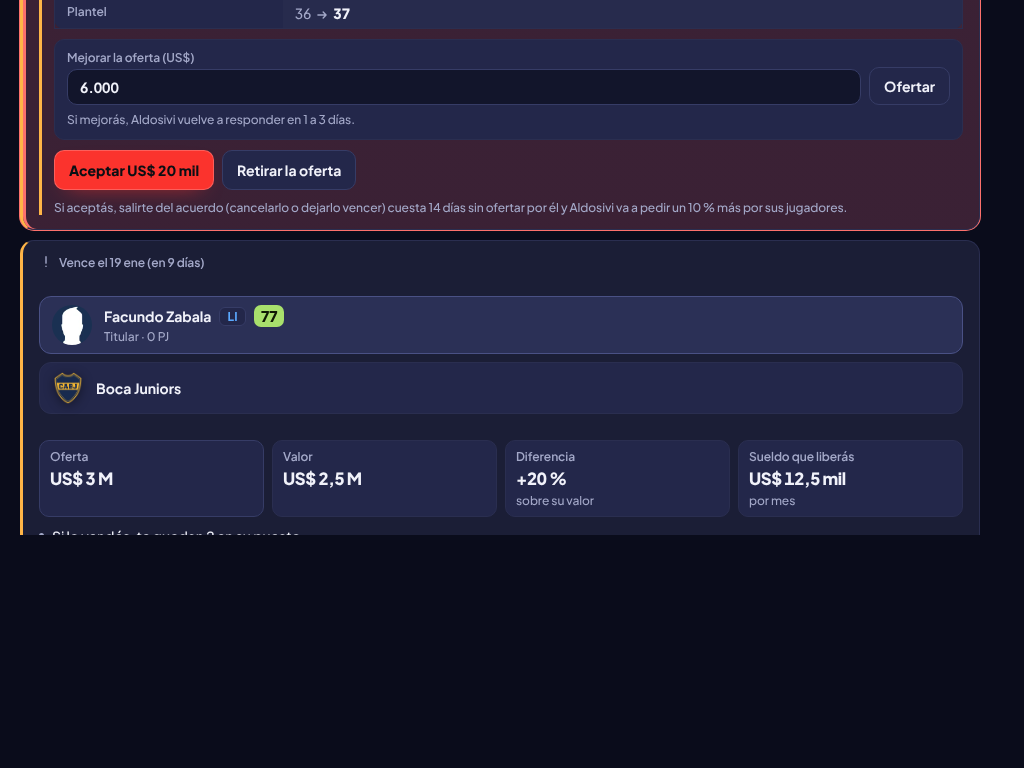 Plantel
36 → 37
Mejorar la oferta (US$)
6.000
Ofertar
Si mejorás, Aldosivi vuelve a responder en 1 a 3 días.
Aceptar US$ 20 mil
Retirar la oferta
Si aceptás, salirte del acuerdo (cancelarlo o dejarlo vencer) cuesta 14 días sin ofertar por él y Aldosivi va a pedir un 10 % más por sus jugadores.
! Vence el 19 ene (en 9 días)
Facundo Zabala LI 77
Titular · 0 PJ
CABJ
Boca Juniors
Oferta
US$ 3 M
Valor
US$ 2,5 M
Diferencia
+20 %
sobre su valor
Sueldo que liberás
US$ 12,5 mil
por mes